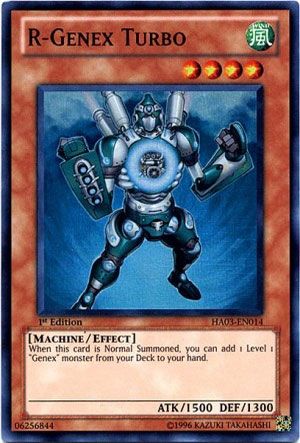 R-GENEX TURBO
風
1st Edition
HA03-EN014
[MACHINE/EFFECT]
When this card is Normal Summoned, you can add 1 Level 1
"Genex" monster from your Deck to your hand.
ATK/1500 DEF/1300
06256844
©1996 KAZUKI TAKAHASHI